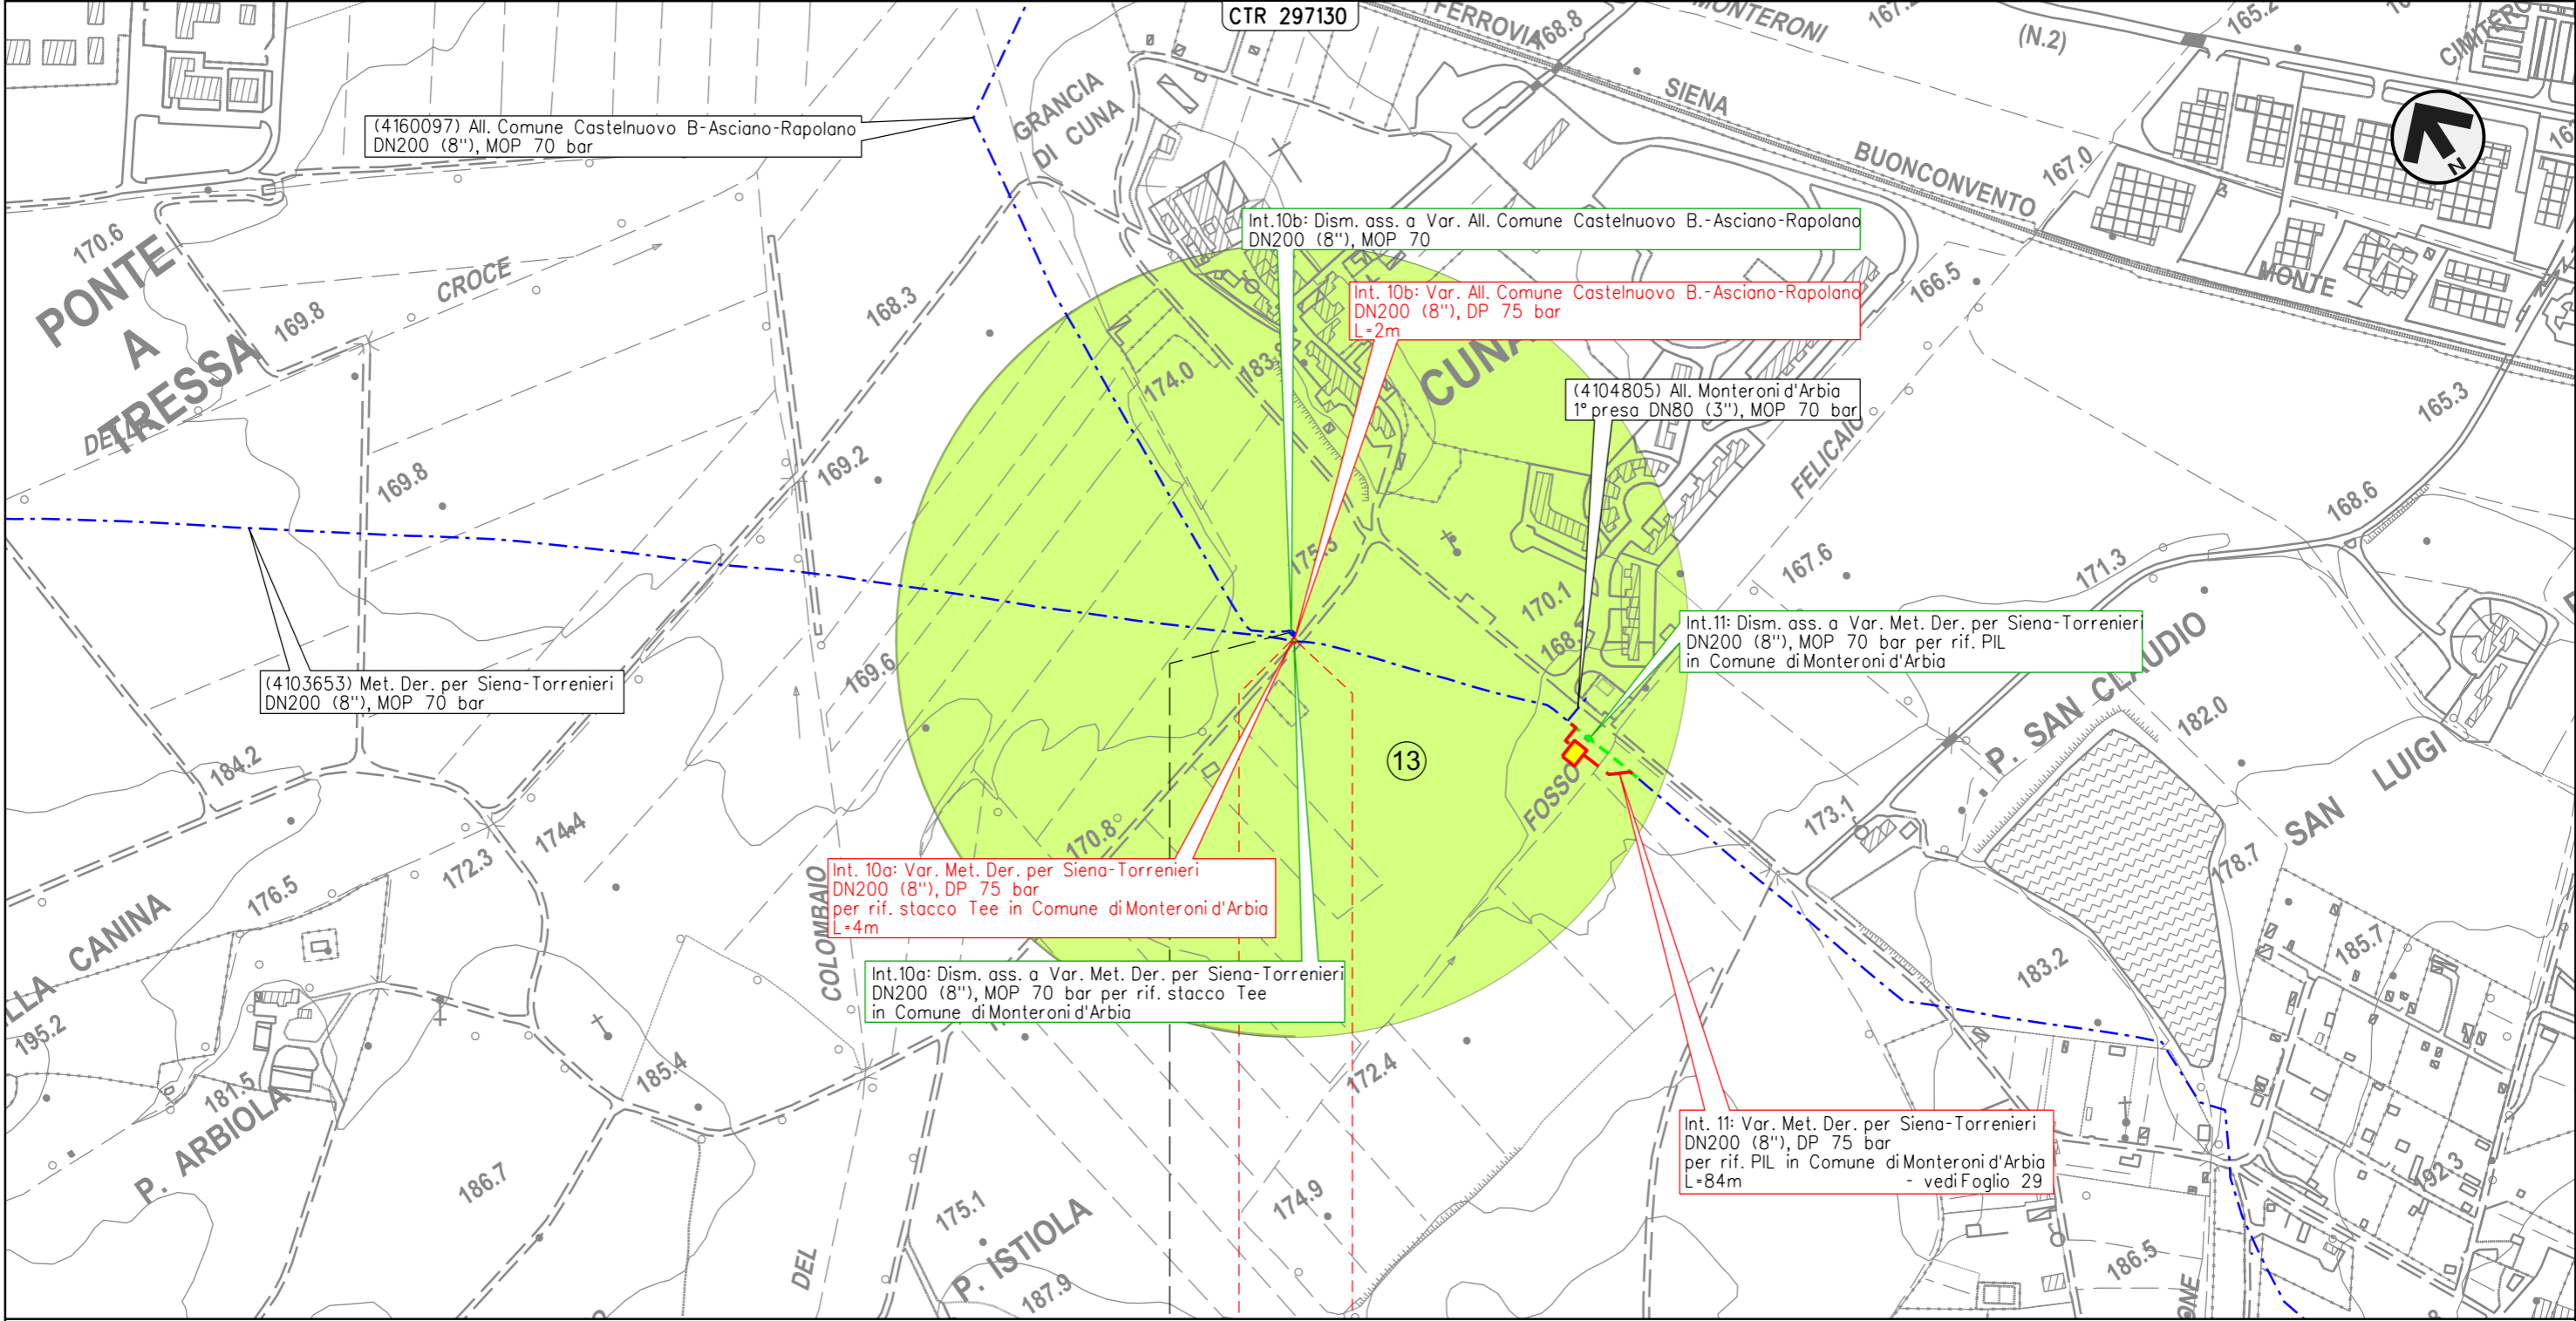 CTR 297130
FERROVIA
168.8
MONTERONI
(N.2)
165.2
SIENA
BUONCONVENTO
167.0
MONTE
N
GRANCIA
DI CUNA
(4160097) All. Comune Castelnuovo B-Asciano-Rapolano
DN200 (8"), MOP 70 bar
170.6
PONTE
A
TRESSA
CROCE
169.8
168.3
Int.10b: Dism. ass. a Var. All. Comune Castelnuovo B.-Asciano-Rapolano
DN200 (8"), MOP 70
Int. 10b: Var. All. Comune Castelnuovo B.-Asciano-Rapolano
DN200 (8"), DP 75 bar
L=2m
166.5
174.0
CUNA
(4104805) All. Monteroni d'Arbia
1° presa DN80 (3"), MOP 70 bar
165.3
FELICAIO
169.8
169.2
168.6
167.6
171.3
170.1
Int.11: Dism. ass. a Var. Met. Der. per Siena-Torrenieri
DN200 (8"), MOP 70 bar per rif. PIL
in Comune di Monteroni d'Arbia
(4103653) Met. Der. per Siena-Torrenieri
DN200 (8"), MOP 70 bar
169.6
P. SAN CLAUDIO
182.0
SAN LUIGI
13
FOSSO
184.2
174.4
172.3
176.5
170.8
173.1
178.7
COLOMBAIO
Int. 10a: Var. Met. Der. per Siena-Torrenieri
DN200 (8"), DP 75 bar
per rif. stacco Tee in Comune di Monteroni d'Arbia
L=4m
Int.10a: Dism. ass. a Var. Met. Der. per Siena-Torrenieri
DN200 (8"), MOP 70 bar per rif. stacco Tee
in Comune di Monteroni d'Arbia
CANINA
195.2
183.2
185.7
181.5
P. ARBIOLA
185.4
172.4
Int. 11: Var. Met. Der. per Siena-Torrenieri
DN200 (8"), DP 75 bar
per rif. PIL in Comune di Monteroni d'Arbia
L=84m - vedi Foglio 29
186.7
175.1
174.9
192.3
P. ISTIOLA
187.9
DEL
186.5